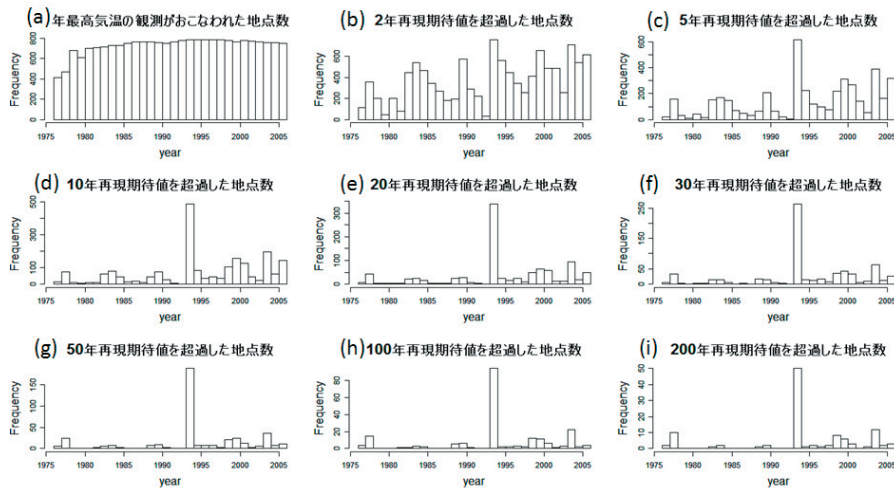 (a) 年最高気温の観測がおこなわれた地点数
(b) 2年再現期待値を超過した地点数
(c) 5年再現期待値を超過した地点数
Frequency
0 200 400 600 800
1975 1980 1985 1990 1995 2000 2005
year
Frequency
0 200 400 600
1975 1980 1985 1990 1995 2000 2005
year
Frequency
0 200 400 600
1975 1980 1985 1990 1995 2000 2005
year
(d) 10年再現期待値を超過した地点数
(e) 20年再現期待値を超過した地点数
(f) 30年再現期待値を超過した地点数
Frequency
0 100 300 500
1975 1980 1985 1990 1995 2000 2005
year
Frequency
0 100 200 300
1975 1980 1985 1990 1995 2000 2005
year
Frequency
0 50 150 250
1975 1980 1985 1990 1995 2000 2005
year
(g) 50年再現期待値を超過した地点数
(h) 100年再現期待値を超過した地点数
(i) 200年再現期待値を超過した地点数
Frequency
0 50 100 150
1975 1980 1985 1990 1995 2000 2005
year
Frequency
0 20 40 60 80
1975 1980 1985 1990 1995 2000 2005
year
Frequency
0 10 20 30 40 50
1975 1980 1985 1990 1995 2000 2005
year